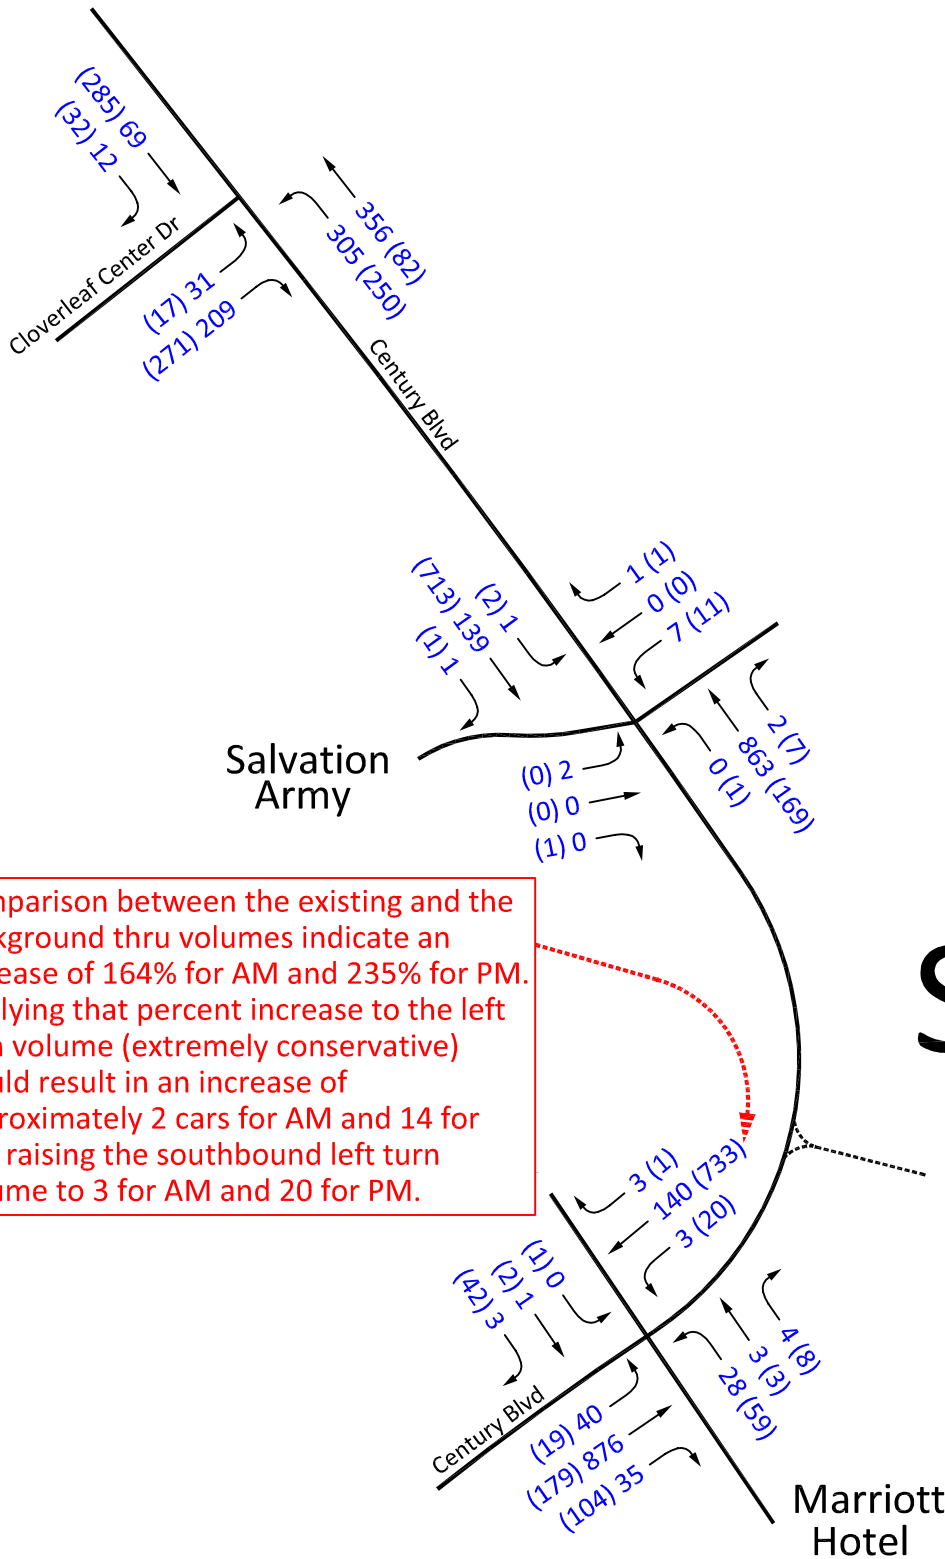 (285) 69
(32) 12
356 (82)
305 (250)
Cloverleaf Center Dr
(17) 31
(271) 209
Century Blvd
(2) 1
(713) 139
(1) 1
1 (1)
0 (0)
7 (11)
2 (7)
863 (169)
0 (1)
Salvation
Army
(0) 2
(0) 0
(1) 0
mparison between the existing and the
kground thru volumes indicate an
ease of 164% for AM and 235% for PM.
lying that percent increase to the left
n volume (extremely conservative)
uld result in an increase of
roximately 2 cars for AM and 14 for
raising the southbound left turn
ume to 3 for AM and 20 for PM.
S
3 (1)
140 (733)
3 (20)
(1) 0
(2) 1
(42) 3
4 (8)
3 (3)
28 (59)
Century Blvd
(19) 40
(179) 876
(104) 35
Marriott
Hotel